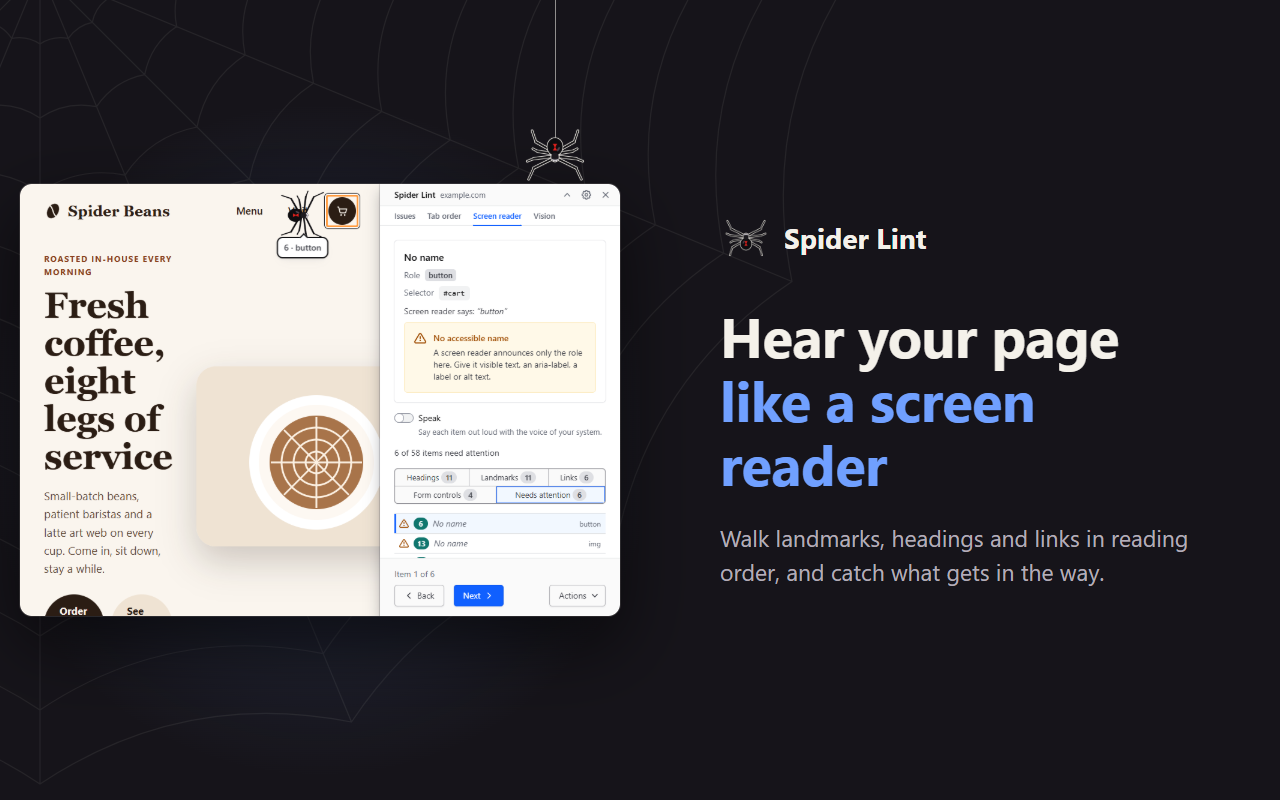 Spider Beans
Menu
6 · button
ROASTED IN-HOUSE EVERY
MORNING
Fresh
coffee,
eight
legs of
service
Small-batch beans,
patient baristas and a
latte art web on every
cup. Come in, sit down,
stay a while.
Order
See
Spider Lint example.com
Issues Tab order Screen reader Vision
No name
Role button
Selector #cart
Screen reader says: "button"
No accessible name
A screen reader announces only the role
here. Give it visible text, an aria-label, a
label or alt text.
Speak
Say each item out loud with the voice of your system.
6 of 58 items need attention
Headings 11 Landmarks 11 Links 6
Form controls 4 Needs attention 6
6 No name button
13 No name img
Item 1 of 6
Back Next Actions
Spider Lint
Hear your page
like a screen
reader
Walk landmarks, headings and links in reading
order, and catch what gets in the way.